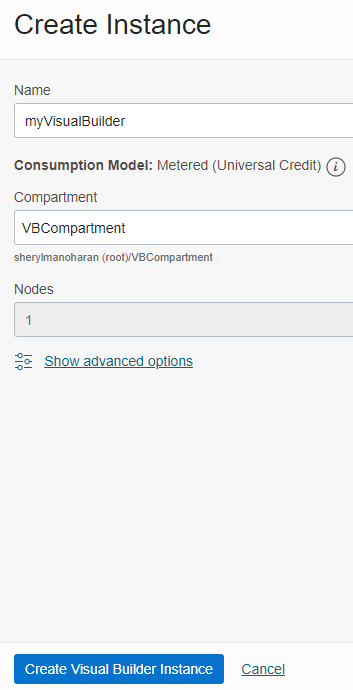 Create Instance
Name
myVisualBuilder
Consumption Model: Metered (Universal Credit) i
Compartment
VBCompartment
sherylmanoharan (root)/VBCompartment
Nodes
1
Show advanced options
Create Visual Builder Instance Cancel